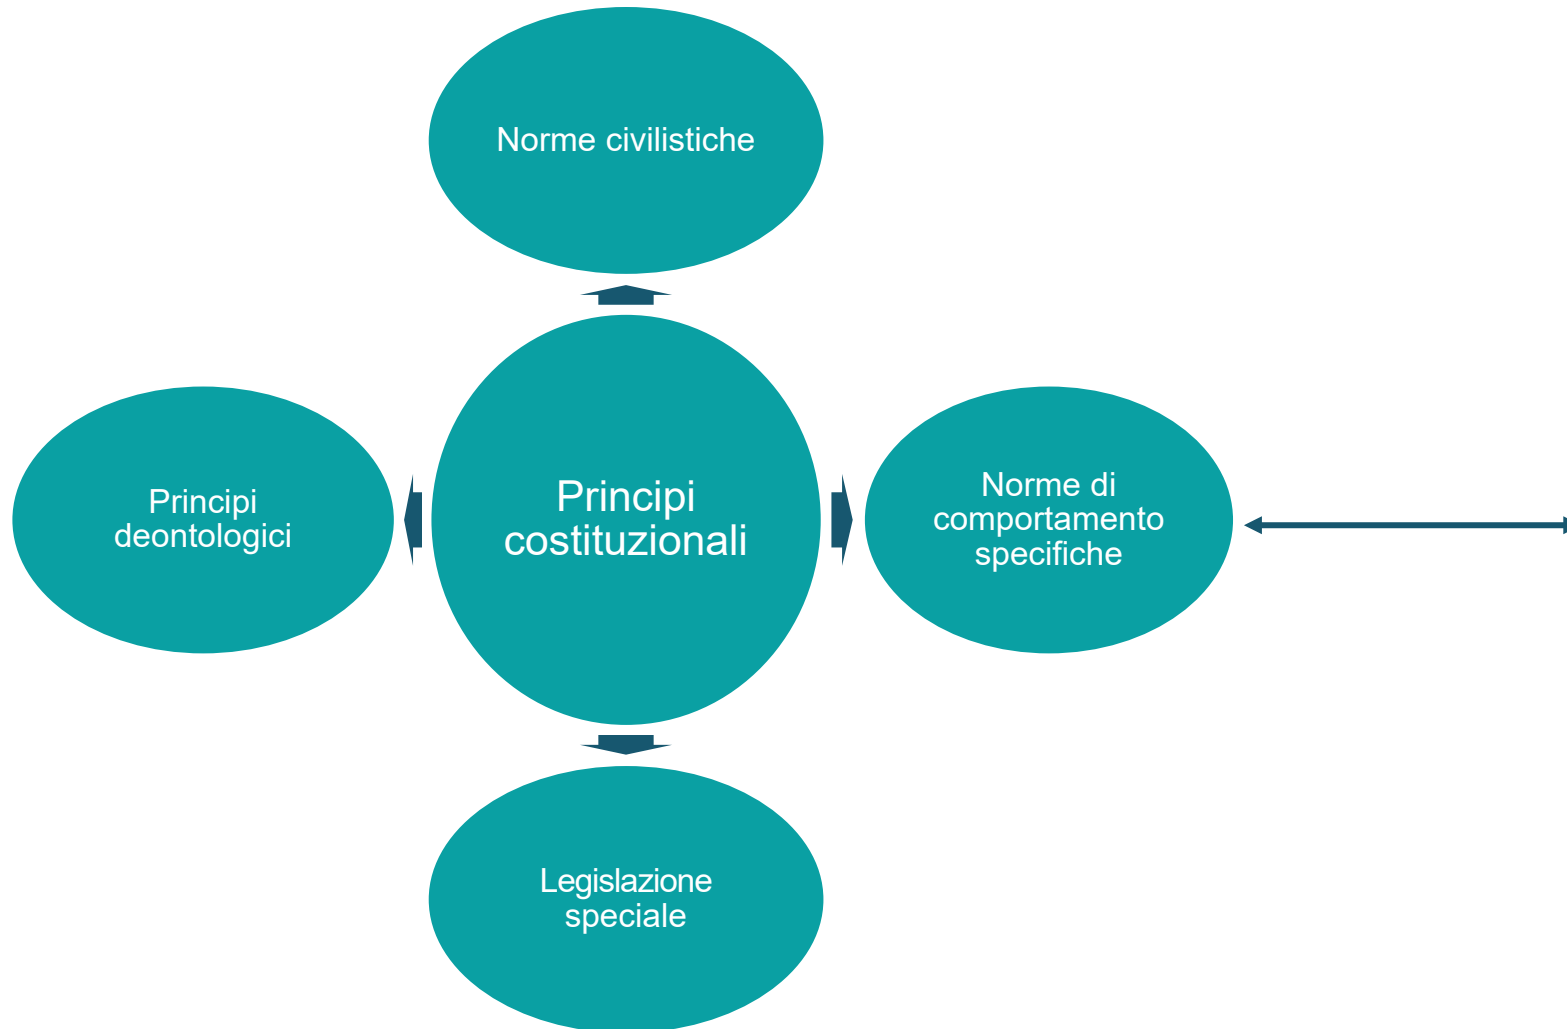 Norme civilistiche
Principi
deontologici
Principi
costituzionali
Norme di
comportamento
specifiche
Legislazione
speciale